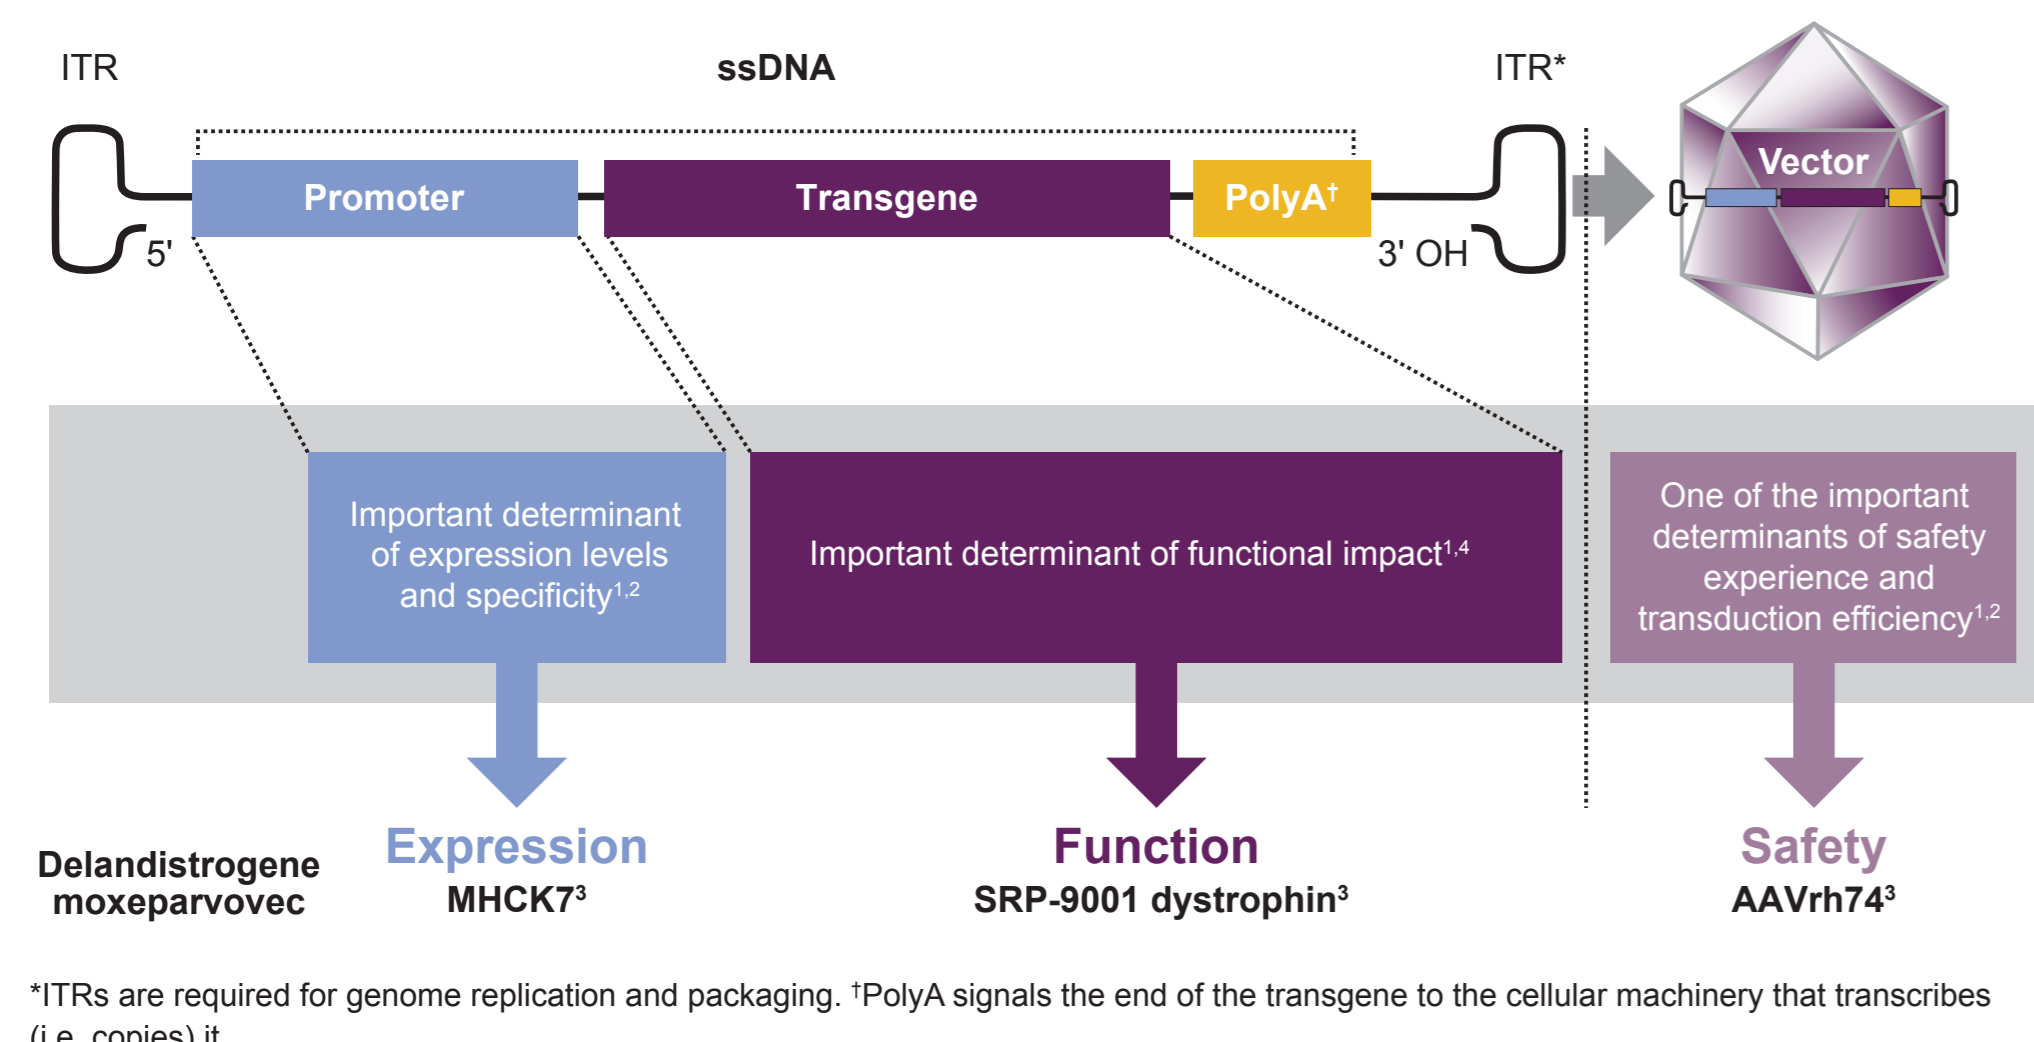 ITR
ssDNA
ITR*
Promoter
Transgene
PolyA†
Vector
5'
3' OH
Important determinant
of expression levels
and specificity1,2
Important determinant of functional impact1,4
One of the important
determinants of safety
experience and
transduction efficiency1,2
Delandistrogene
moxeparvovec
Expression
MHCK73
Function
SRP-9001 dystrophin3
Safety
AAVrh743
*ITRs are required for genome replication and packaging. †PolyA signals the end of the transgene to the cellular machinery that transcribes
(i.e. copies) it